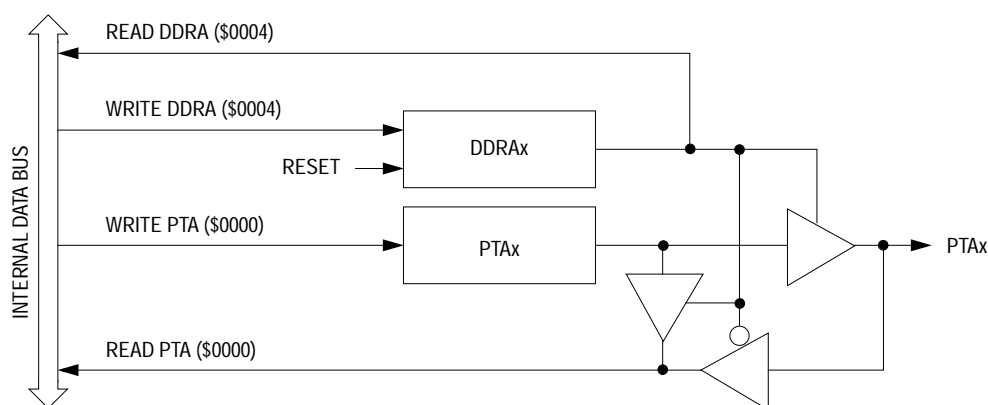 READ DDRA ($0004)
WRITE DDRA ($0004)
DDRAx
RESET
INTERNAL DATA BUS
WRITE PTA ($0000)
PTAx
PTAx
READ PTA ($0000)